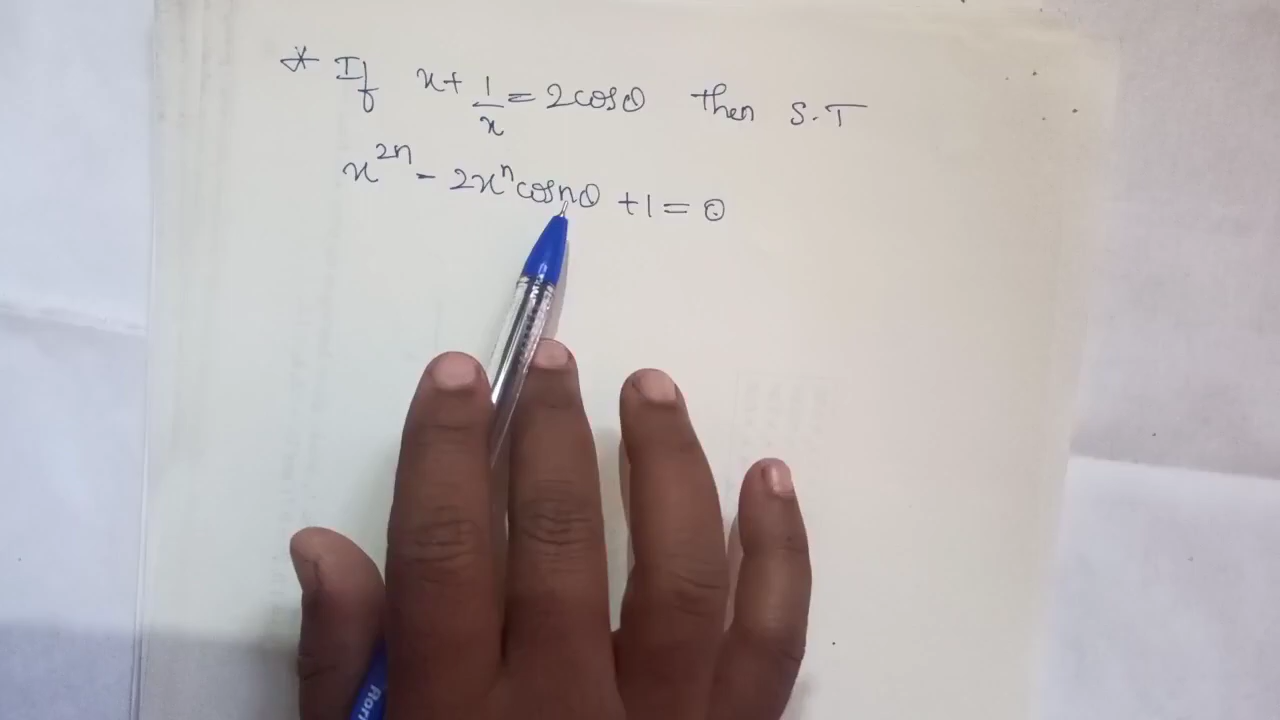 * If x + 1/x = 2cosθ then S.T
x^2n - 2x^n cosnθ + 1 = 0